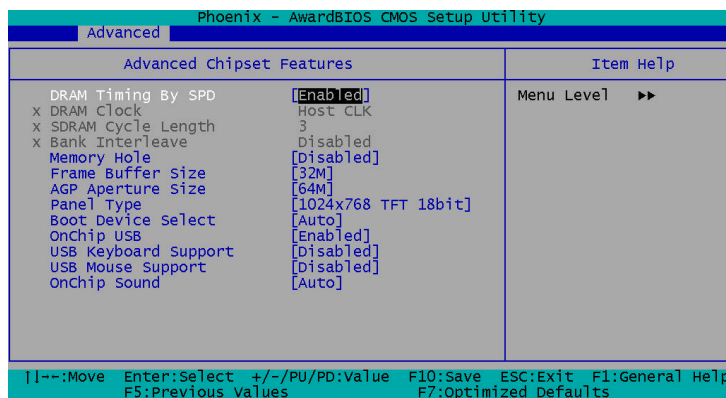 Phoenix - AwardBIOS CMOS Setup Utility
Advanced
Advanced Chipset Features
Item Help
DRAM Timing By SPD [Enabled]
Menu Level ▸▸
x DRAM Clock Host CLK
x SDRAM Cycle Length 3
x Bank Interleave Disabled
Memory Hole [Disabled]
Frame Buffer Size [32M]
AGP Aperture Size [64M]
Panel Type [1024x768 TFT 18bit]
Boot Device Select [Auto]
OnChip USB [Enabled]
USB Keyboard Support [Disabled]
USB Mouse Support [Disabled]
OnChip Sound [Auto]
↑↓→←:Move Enter:Select +/-/PU/PD:Value F10:Save ESC:Exit F1:General Help
F5:Previous Values F7:Optimized Defaults